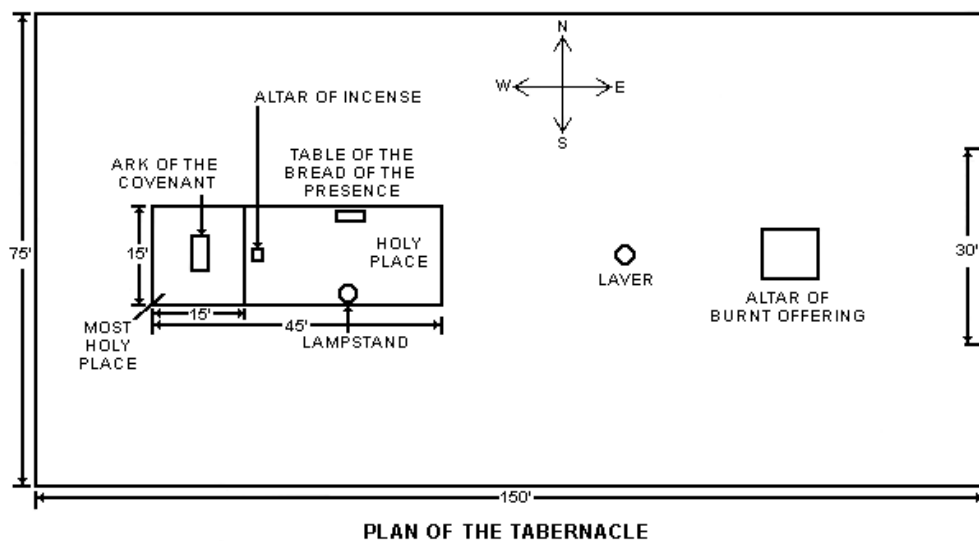 N
W E
S
ALTAR OF INCENSE
ARK OF THE
COVENANT
TABLE OF THE
BREAD OF THE
PRESENCE
75'
15'
HOLY
PLACE
30'
LAVER
ALTAR OF
BURNT OFFERING
15'
45'
MOST
HOLY
PLACE
LAMPSTAND
150'
PLAN OF THE TABERNACLE